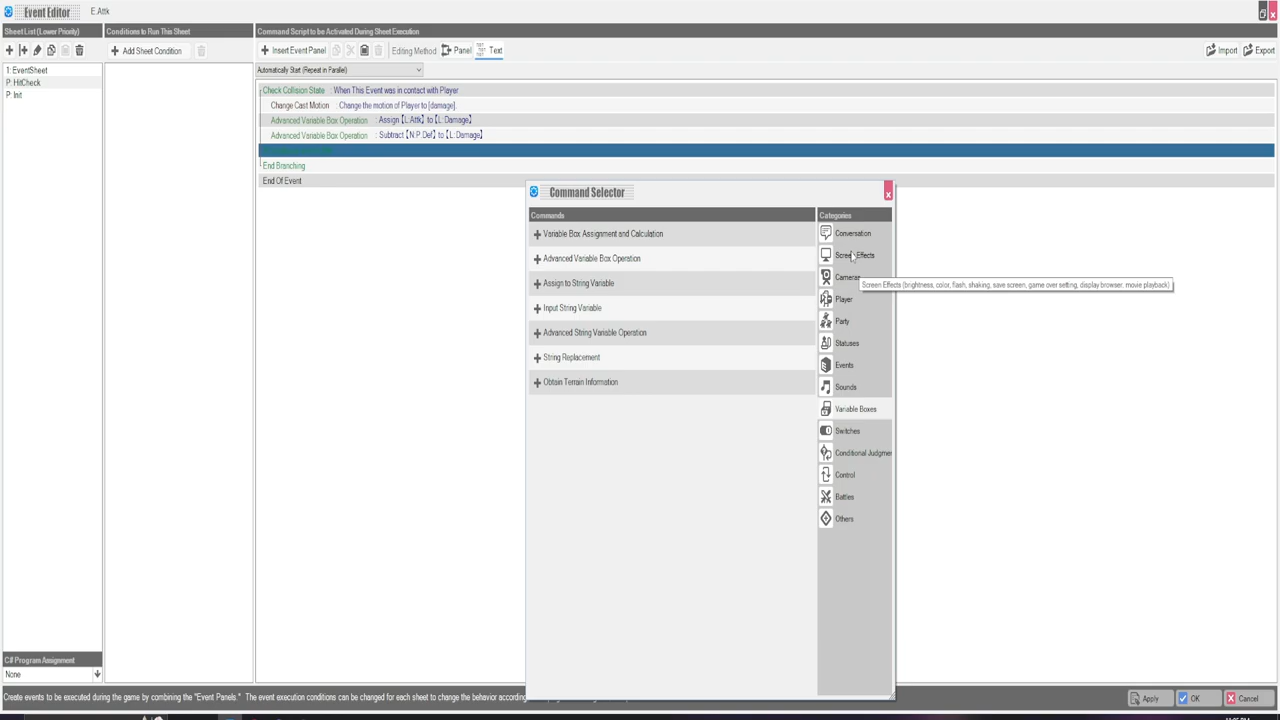 Event Editor E.Attk
Sheet List (Lower Priority)
Conditions to Run This Sheet
Command Script to be Activated During Sheet Execution
Add Sheet Condition
Insert Event Panel
Editing Method
Panel
Text
Import
Export
1: EventSheet
P: HitCheck
P: Init
Automatically Start (Repeat in Parallel)
Check Collision State : When This Event was in contact with Player
Change Cast Motion : Change the motion of Player to [damage].
Advanced Variable Box Operation : Assign【L:Attk】to【L:Damage】
Advanced Variable Box Operation : Subtract【N:P.Def】to【L:Damage】
End Branching
End Of Event
Command Selector
Commands
Variable Box Assignment and Calculation
Advanced Variable Box Operation
Assign to String Variable
Input String Variable
Advanced String Variable Operation
String Replacement
Obtain Terrain Information
Categories
Conversation
Screen Effects
Cameras
Screen Effects (brightness, color, flash, shaking, save screen, game over setting, display browser, movie playback)
Player
Party
Statuses
Events
Sounds
Variable Boxes
Switches
Conditional Judgmen
Control
Battles
Others
C# Program Assignment
None
Create events to be executed during the game by combining the "Event Panels." The event execution conditions can be changed for each sheet to change the behavior accordin
Apply
OK
Cancel